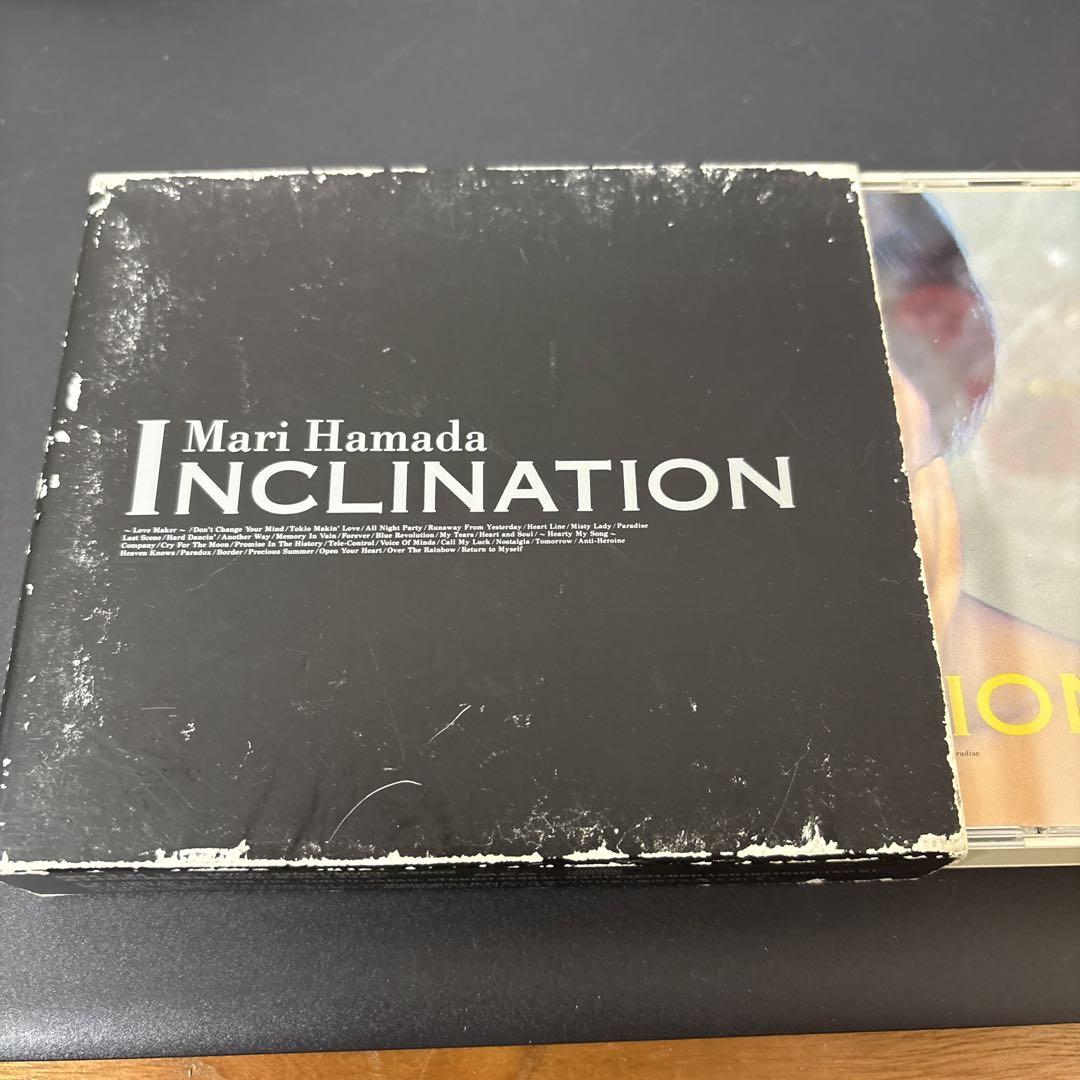 Mari Hamada
INCLINATION
~ Love Maker ~ /Don't Change Your Mind/Tokio Makin' Love/All Night Party/Runaway From Yesterday/Heart Line/Misty Lady/Paradise
Last Scene/Hard Dancin'/Another Way/Memory In Vain/Forever/Blue Revolution/My Tears/Heart and Soul/~ Hearty My Song ~
Company/Cry For The Moon/Promise In The History/Tele-Control/Voice Of Minds/Call My Luck/Nostalgia/Tomorrow/Anti-Heroine
Heaven Knows/Paradox/Border/Precious Summer/Open Your Heart/Over The Rainbow/Return to Myself
ION
radise